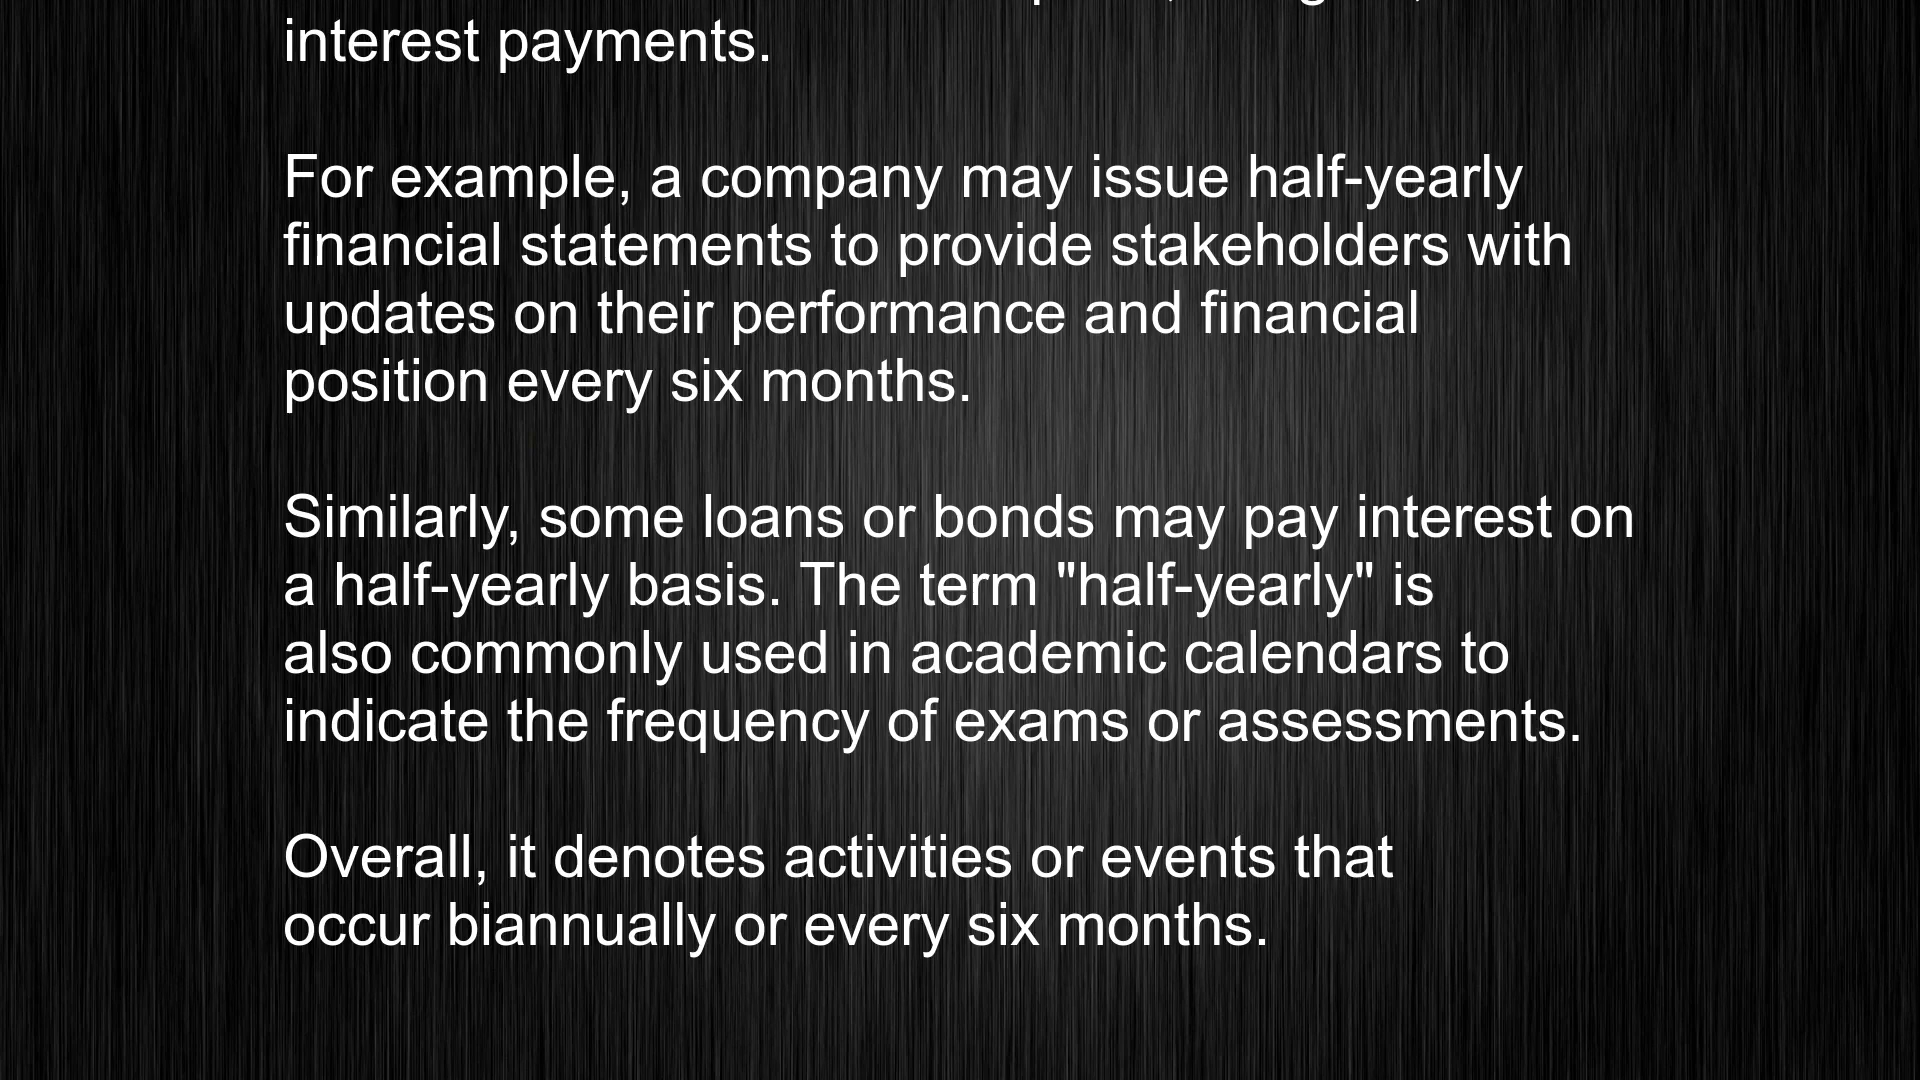 interest payments.
For example, a company may issue half-yearly
financial statements to provide stakeholders with
updates on their performance and financial
position every six months.
Similarly, some loans or bonds may pay interest on
a half-yearly basis. The term "half-yearly" is
also commonly used in academic calendars to
indicate the frequency of exams or assessments.
Overall, it denotes activities or events that
occur biannually or every six months.